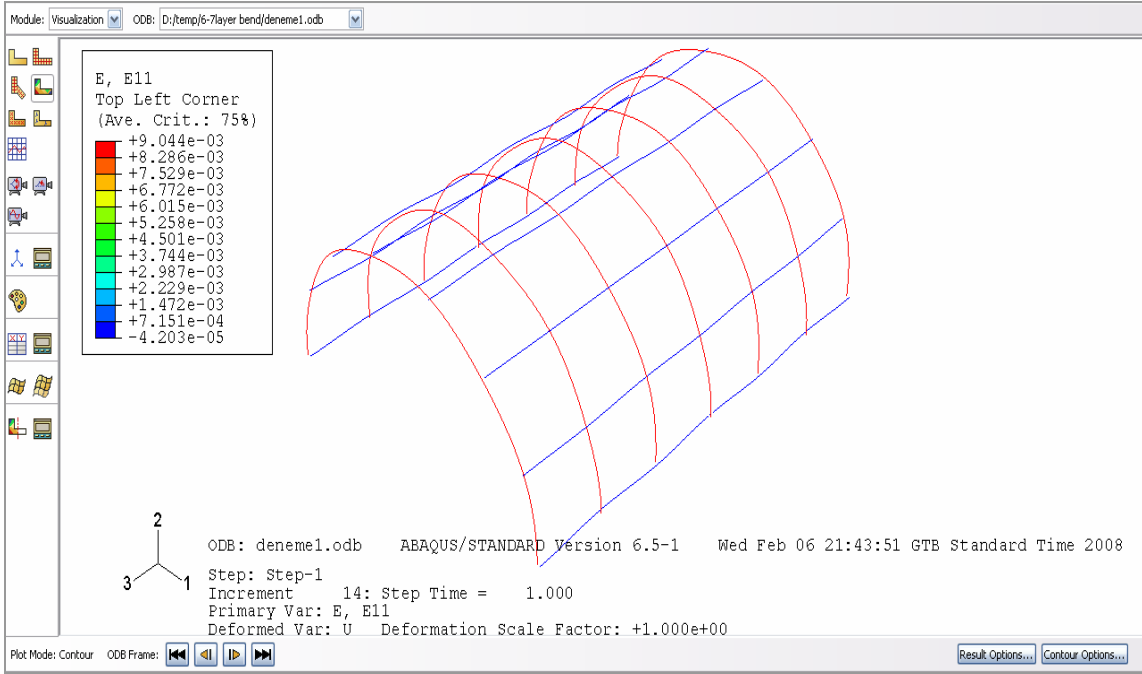 Module: Visualization ODB: D:/temp/6-7layer bend/deneme1.odb
E, E11
Top Left Corner
(Ave. Crit.: 75%)
+9.044e-03
+8.286e-03
+7.529e-03
+6.772e-03
+6.015e-03
+5.258e-03
+4.501e-03
+3.744e-03
+2.987e-03
+2.229e-03
+1.472e-03
+7.151e-04
-4.203e-05
XY
2
3
1
ODB: deneme1.odb ABAQUS/STANDARD Version 6.5-1 Wed Feb 06 21:43:51 GTB Standard Time 2008
Step: Step-1
Increment 14: Step Time = 1.000
Primary Var: E, E11
Deformed Var: U Deformation Scale Factor: +1.000e+00
Plot Mode: Contour ODB Frame: Result Options... Contour Options...